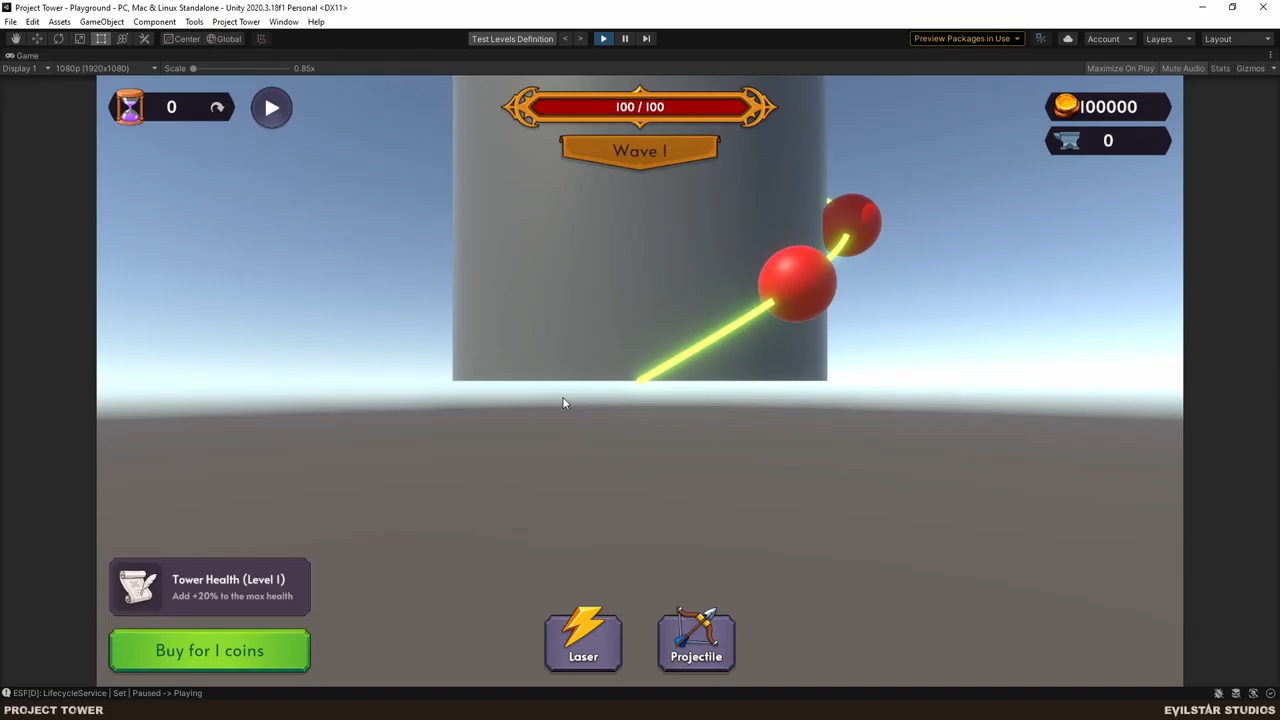 Project Tower - Playground - PC, Mac & Linux Standalone - Unity 2020.3.18f1 Personal <DX11>
File Edit Assets GameObject Component Tools Project Tower Window Help
Center Global Test Levels Definition < > Preview Packages in Use Account Layers Layout
Game
Display 1 1080p (1920x1080) Scale 0.85x Maximize On Play Mute Audio Stats Gizmos
0 100 / 100 100000
Wave 1 0
Tower Health (Level 1)
Add +20% to the max health
Buy for 1 coins
Laser Projectile
ESF[D]: LifecycleService | Set | Paused -> Playing
PROJECT TOWER EVILSTAR STUDIOS